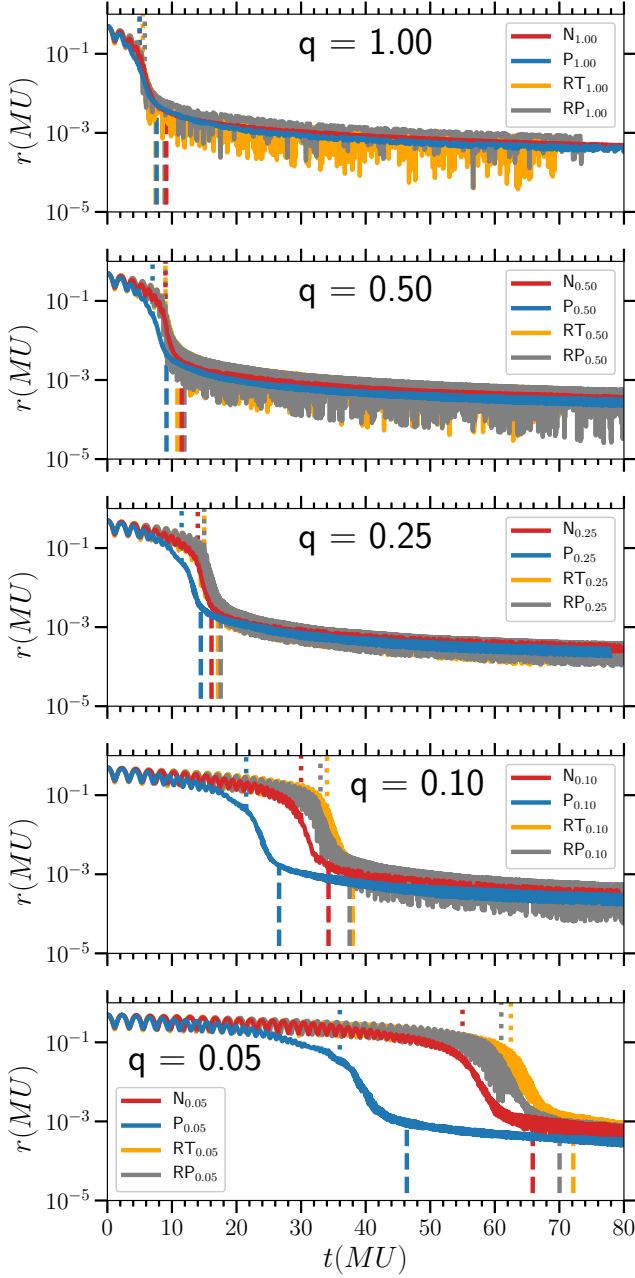 q = 1.00
r(MU)
10⁻¹
10⁻³
10⁻⁵
N₁.₀₀
P₁.₀₀
RT₁.₀₀
RP₁.₀₀
q = 0.50
r(MU)
10⁻¹
10⁻³
10⁻⁵
N₀.₅₀
P₀.₅₀
RT₀.₅₀
RP₀.₅₀
q = 0.25
r(MU)
10⁻¹
10⁻³
10⁻⁵
N₀.₂₅
P₀.₂₅
RT₀.₂₅
RP₀.₂₅
q = 0.10
r(MU)
10⁻¹
10⁻³
10⁻⁵
N₀.₁₀
P₀.₁₀
RT₀.₁₀
RP₀.₁₀
q = 0.05
r(MU)
10⁻¹
10⁻³
10⁻⁵
N₀.₀₅
P₀.₀₅
RT₀.₀₅
RP₀.₀₅
0 10 20 30 40 50 60 70 80
t(MU)